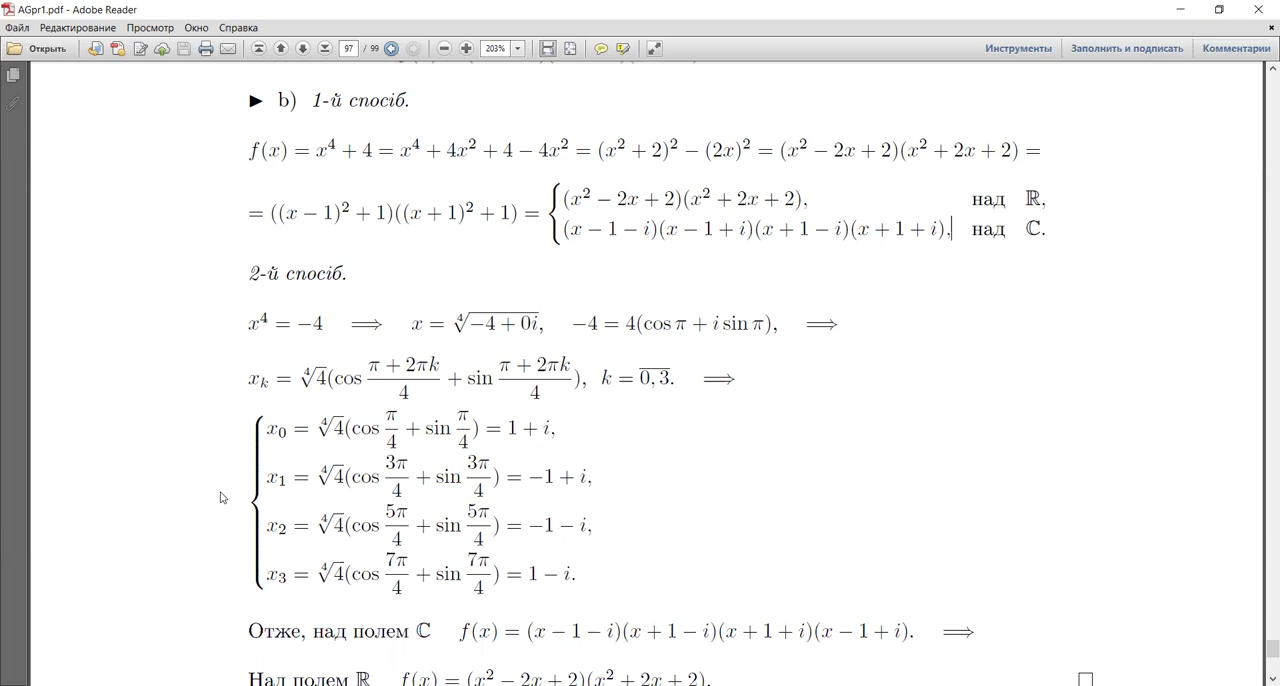 AGpr1.pdf - Adobe Reader
Файл Редактирование Просмотр Окно Справка
Открыть 97 / 99 203% Инструменты Заполнить и подписать Комментарии
► b) 1-й спосіб.
f(x) = x⁴ + 4 = x⁴ + 4x² + 4 − 4x² = (x² + 2)² − (2x)² = (x² − 2x + 2)(x² + 2x + 2) =
= ((x − 1)² + 1)((x + 1)² + 1) = { (x² − 2x + 2)(x² + 2x + 2), над ℝ,
(x − 1 − i)(x − 1 + i)(x + 1 − i)(x + 1 + i), над ℂ.
2-й спосіб.
x⁴ = −4 ⟹ x = ∜(−4 + 0i), −4 = 4(cos π + i sin π), ⟹
xₖ = ∜4(cos (π + 2πk)/4 + sin (π + 2πk)/4), k = 0, 3. ⟹
x₀ = ∜4(cos π/4 + sin π/4) = 1 + i,
x₁ = ∜4(cos 3π/4 + sin 3π/4) = −1 + i,
x₂ = ∜4(cos 5π/4 + sin 5π/4) = −1 − i,
x₃ = ∜4(cos 7π/4 + sin 7π/4) = 1 − i.
Отже, над полем ℂ f(x) = (x − 1 − i)(x + 1 − i)(x + 1 + i)(x − 1 + i). ⟹
Над полем ℝ f(x) = (x² − 2x + 2)(x² + 2x + 2). □